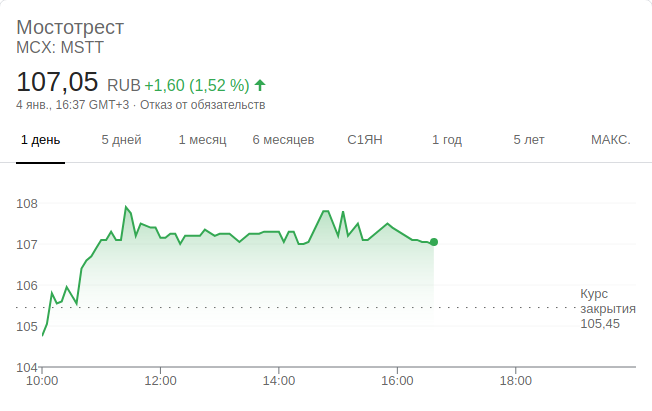 Мостотрест
MCX: MSTT
107,05 RUB +1,60 (1,52 %)
4 янв., 16:37 GMT+3 · Отказ от обязательств
1 день 5 дней 1 месяц 6 месяцев С1ЯН 1 год 5 лет МАКС.
108
107
106
Курс
закрытия
105,45
105
104
10:00 12:00 14:00 16:00 18:00